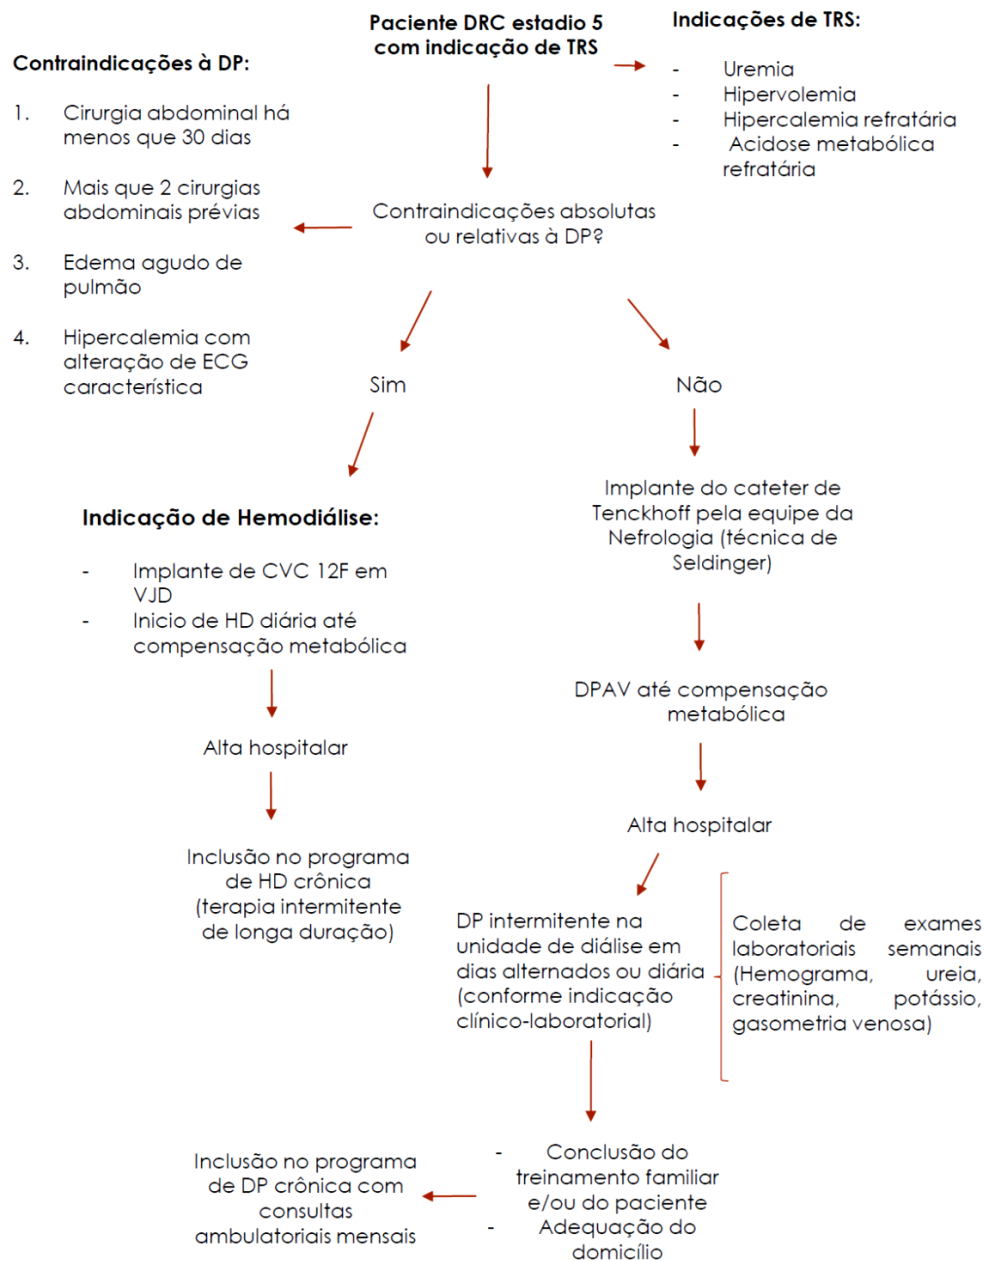 Paciente DRC estadio 5
com indicação de TRS
Indicações de TRS:
- Uremia
- Hipervolemia
- Hipercalemia refratária
- Acidose metabólica
refratária
Contraindicações à DP:
1. Cirurgia abdominal há
menos que 30 dias
2. Mais que 2 cirurgias
abdominais prévias
3. Edema agudo de
pulmão
4. Hipercalemia com
alteração de ECG
característica
Contraindicações absolutas
ou relativas à DP?
Sim
Não
Indicação de Hemodiálise:
- Implante de CVC 12F em
VJD
- Inicio de HD diária até
compensação metabólica
Alta hospitalar
Inclusão no programa
de HD crônica
(terapia intermitente
de longa duração)
Implante do cateter de
Tenckhoff pela equipe da
Nefrologia (técnica de
Seldinger)
DPAV até compensação
metabólica
Alta hospitalar
DP intermitente na
unidade de diálise em
dias alternados ou diária
(conforme indicação
clínico-laboratorial)
Coleta de exames
laboratoriais semanais
(Hemograma, ureia,
creatinina, potássio,
gasometria venosa)
- Conclusão do
treinamento familiar
e/ou do paciente
- Adequação do
domicílio
Inclusão no programa
de DP crônica com
consultas
ambulatoriais mensais